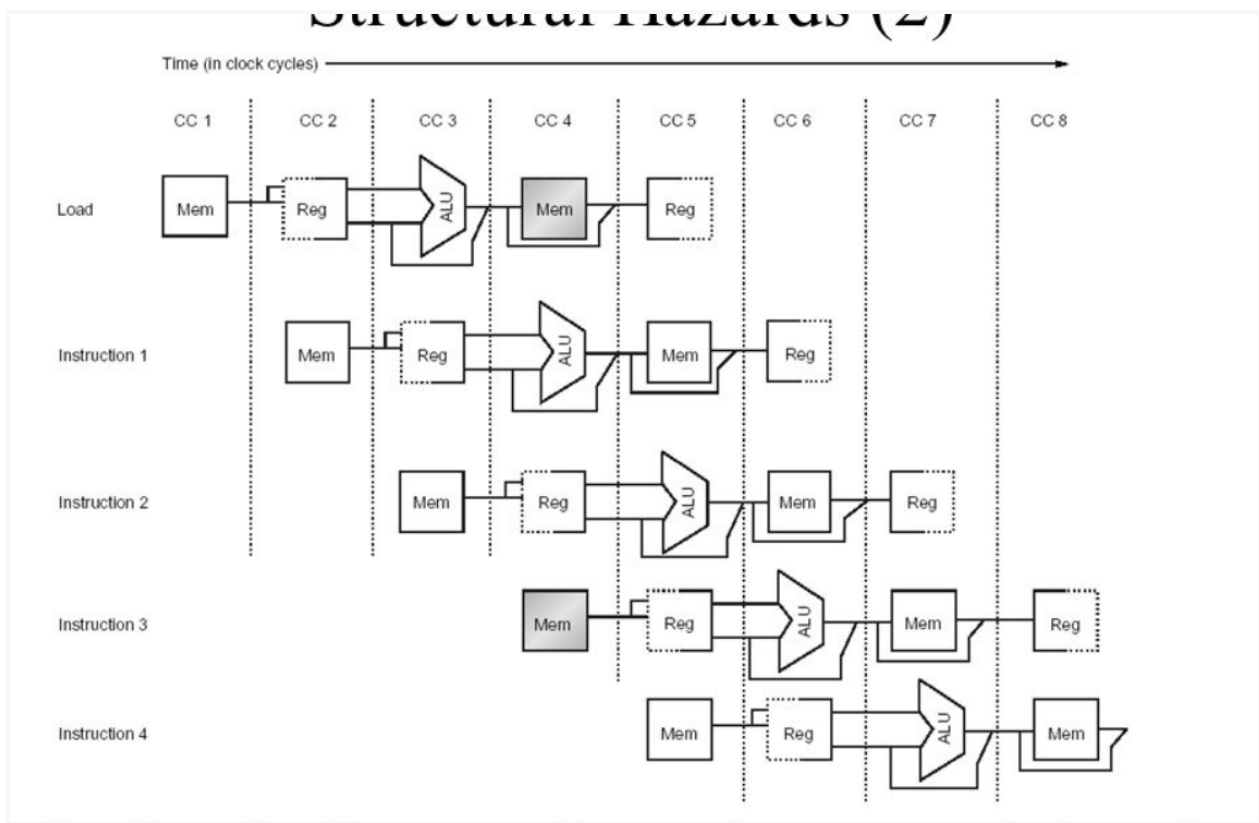 Structural Hazards (2)
Time (in clock cycles)
CC 1 CC 2 CC 3 CC 4 CC 5 CC 6 CC 7 CC 8
Load Mem Reg ALU Mem Reg
Instruction 1 Mem Reg ALU Mem Reg
Instruction 2 Mem Reg ALU Mem Reg
Instruction 3 Mem Reg ALU Mem Reg
Instruction 4 Mem Reg ALU Mem